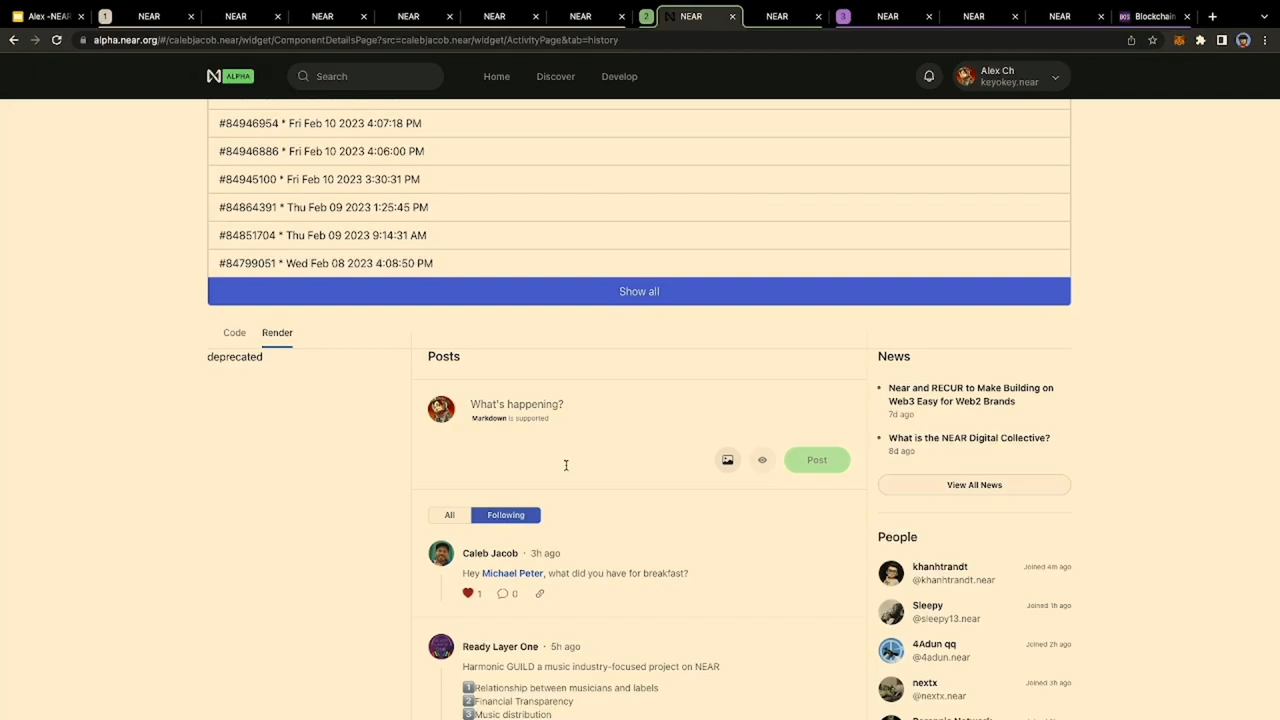 Alex -NEAR
1
NEAR
NEAR
NEAR
NEAR
NEAR
NEAR
2
NEAR
NEAR
3
NEAR
NEAR
NEAR
Blockchain
alpha.near.org/#/calebjacob.near/widget/ComponentDetailsPage?src=calebjacob.near/widget/ActivityPage&tab=history
ALPHA
Search
Home
Discover
Develop
Alex Ch
keyokey.near
#84946954 * Fri Feb 10 2023 4:07:18 PM
#84946886 * Fri Feb 10 2023 4:06:00 PM
#84945100 * Fri Feb 10 2023 3:30:31 PM
#84864391 * Thu Feb 09 2023 1:25:45 PM
#84851704 * Thu Feb 09 2023 9:14:31 AM
#84799051 * Wed Feb 08 2023 4:08:50 PM
Show all
Code
Render
deprecated
Posts
What's happening?
Markdown is supported
Post
All
Following
Caleb Jacob · 3h ago
Hey Michael Peter, what did you have for breakfast?
1
0
Ready Layer One · 5h ago
Harmonic GUILD a music industry-focused project on NEAR
1 Relationship between musicians and labels
2 Financial Transparency
3 Music distribution
News
Near and RECUR to Make Building on
Web3 Easy for Web2 Brands
7d ago
What is the NEAR Digital Collective?
8d ago
View All News
People
khanhtrandt
Joined 4m ago
@khanhtrandt.near
Sleepy
Joined 1h ago
@sleepy13.near
4Adun qq
Joined 2h ago
@4adun.near
nextx
Joined 3h ago
@nextx.near